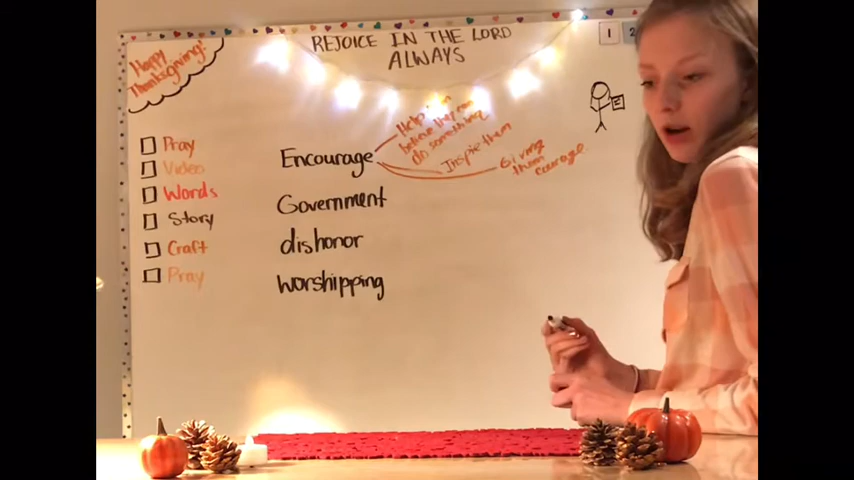 Happy
Thanksgiving!
REJOICE IN THE LORD
ALWAYS
1
2
Pray
Video
Words
Story
Craft
Pray
Encourage
Help
believe they can
do something
Inspire them
Giving
them
courage
Government
dishonor
worshipping